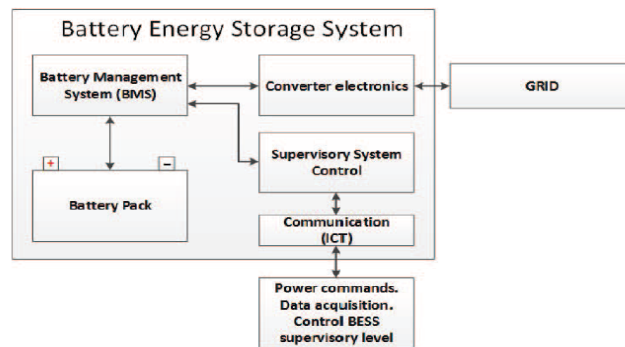 Battery Energy Storage System
Battery Management
System (BMS)
Converter electronics
GRID
Supervisory System
Control
+
−
Battery Pack
Communication
(ICT)
Power commands.
Data acquisition.
Control BESS
supervisory level